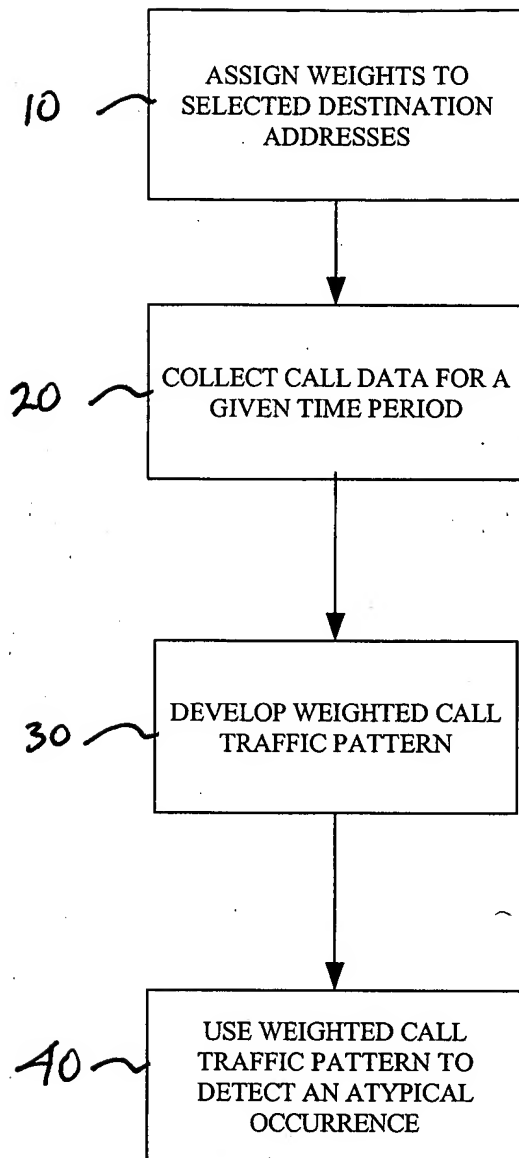 10
ASSIGN WEIGHTS TO
SELECTED DESTINATION
ADDRESSES
20
COLLECT CALL DATA FOR A
GIVEN TIME PERIOD
30
DEVELOP WEIGHTED CALL
TRAFFIC PATTERN
40
USE WEIGHTED CALL
TRAFFIC PATTERN TO
DETECT AN ATYPICAL
OCCURRENCE